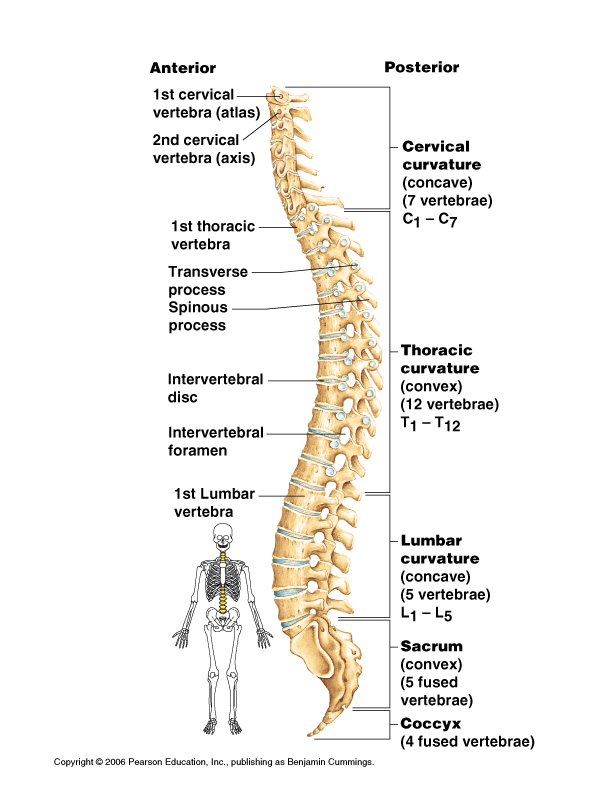 Anterior
Posterior
1st cervical
vertebra (atlas)
2nd cervical
vertebra (axis)
1st thoracic
vertebra
Transverse
process
Spinous
process
Intervertebral
disc
Intervertebral
foramen
1st Lumbar
vertebra
Cervical
curvature
(concave)
(7 vertebrae)
C₁ – C₇
Thoracic
curvature
(convex)
(12 vertebrae)
T₁ – T₁₂
Lumbar
curvature
(concave)
(5 vertebrae)
L₁ – L₅
Sacrum
(convex)
(5 fused
vertebrae)
Coccyx
(4 fused vertebrae)
Copyright © 2006 Pearson Education, Inc., publishing as Benjamin Cummings.